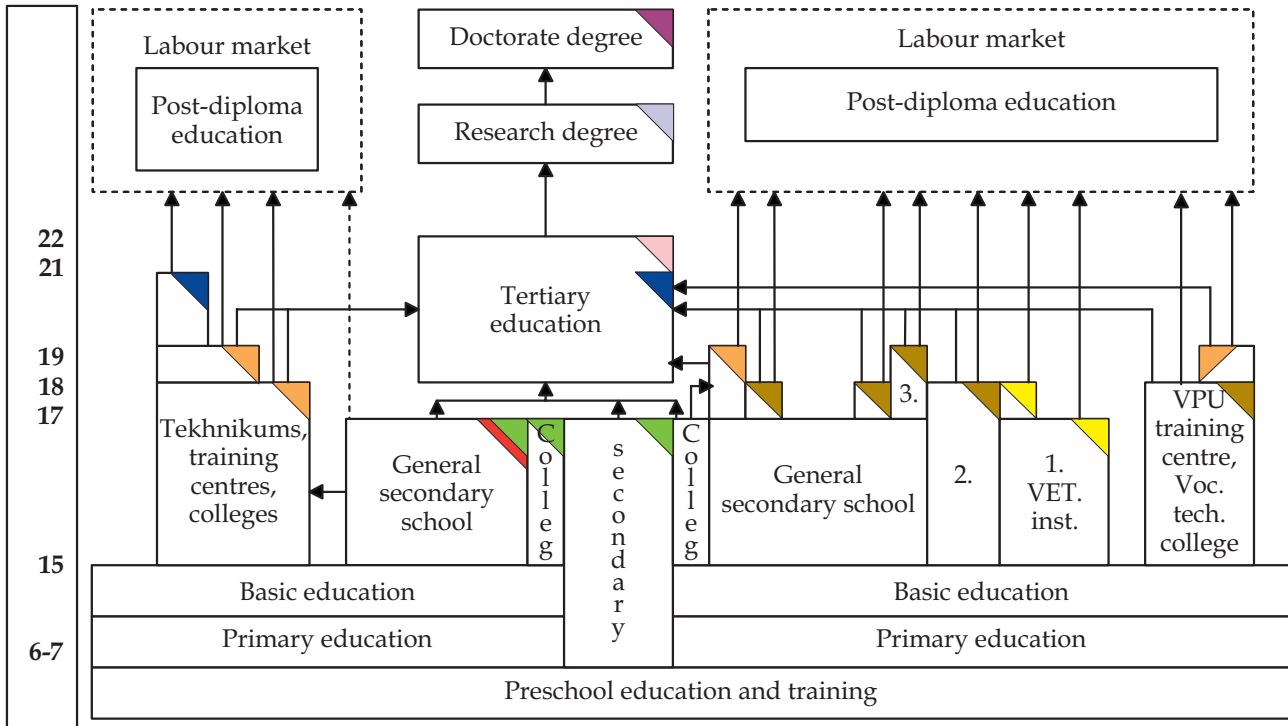 Labour market
Post-diploma
education
Doctorate degree
Research degree
Labour market
Post-diploma education
22
21
19
18
17
15
6-7
Tertiary
education
Tekhnikums,
training
centres,
colleges
General
secondary
school
Colleg
secondary
Colleg
General
secondary school
3.
2.
1.
VET.
inst.
VPU
training
centre,
Voc.
tech.
college
Basic education
Basic education
Primary education
Primary education
Preschool education and training